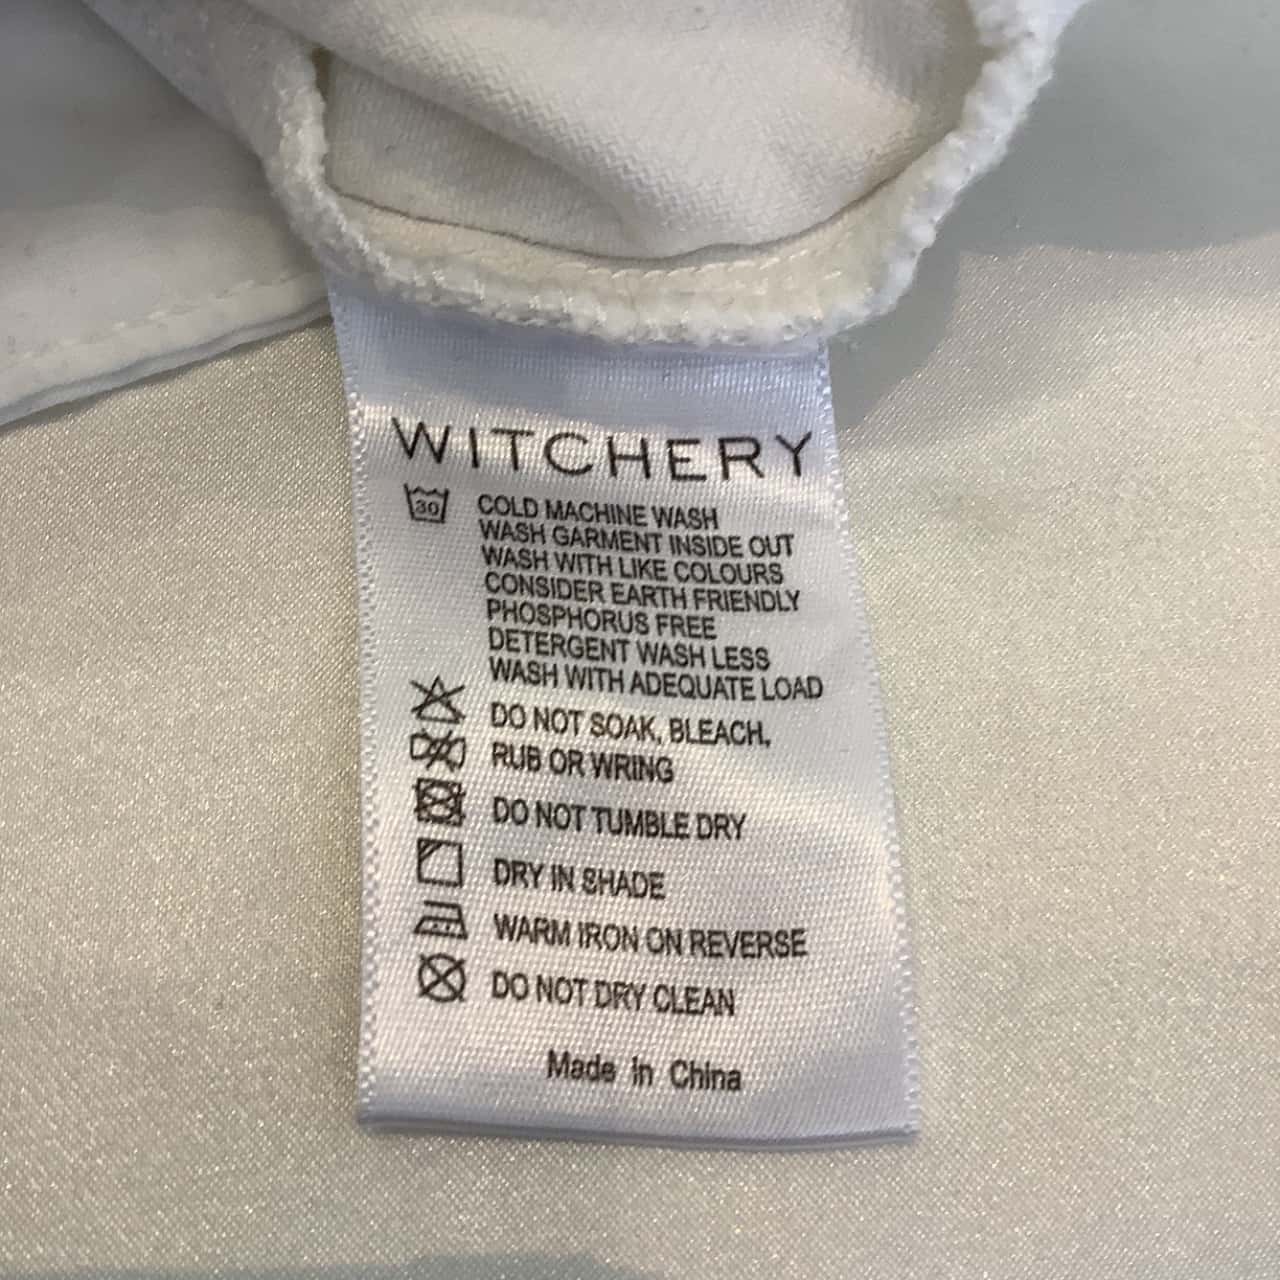 WITCHERY
30 COLD MACHINE WASH
WASH GARMENT INSIDE OUT
WASH WITH LIKE COLOURS
CONSIDER EARTH FRIENDLY
PHOSPHORUS FREE
DETERGENT WASH LESS
WASH WITH ADEQUATE LOAD
DO NOT SOAK, BLEACH,
RUB OR WRING
DO NOT TUMBLE DRY
DRY IN SHADE
WARM IRON ON REVERSE
DO NOT DRY CLEAN
Made in China